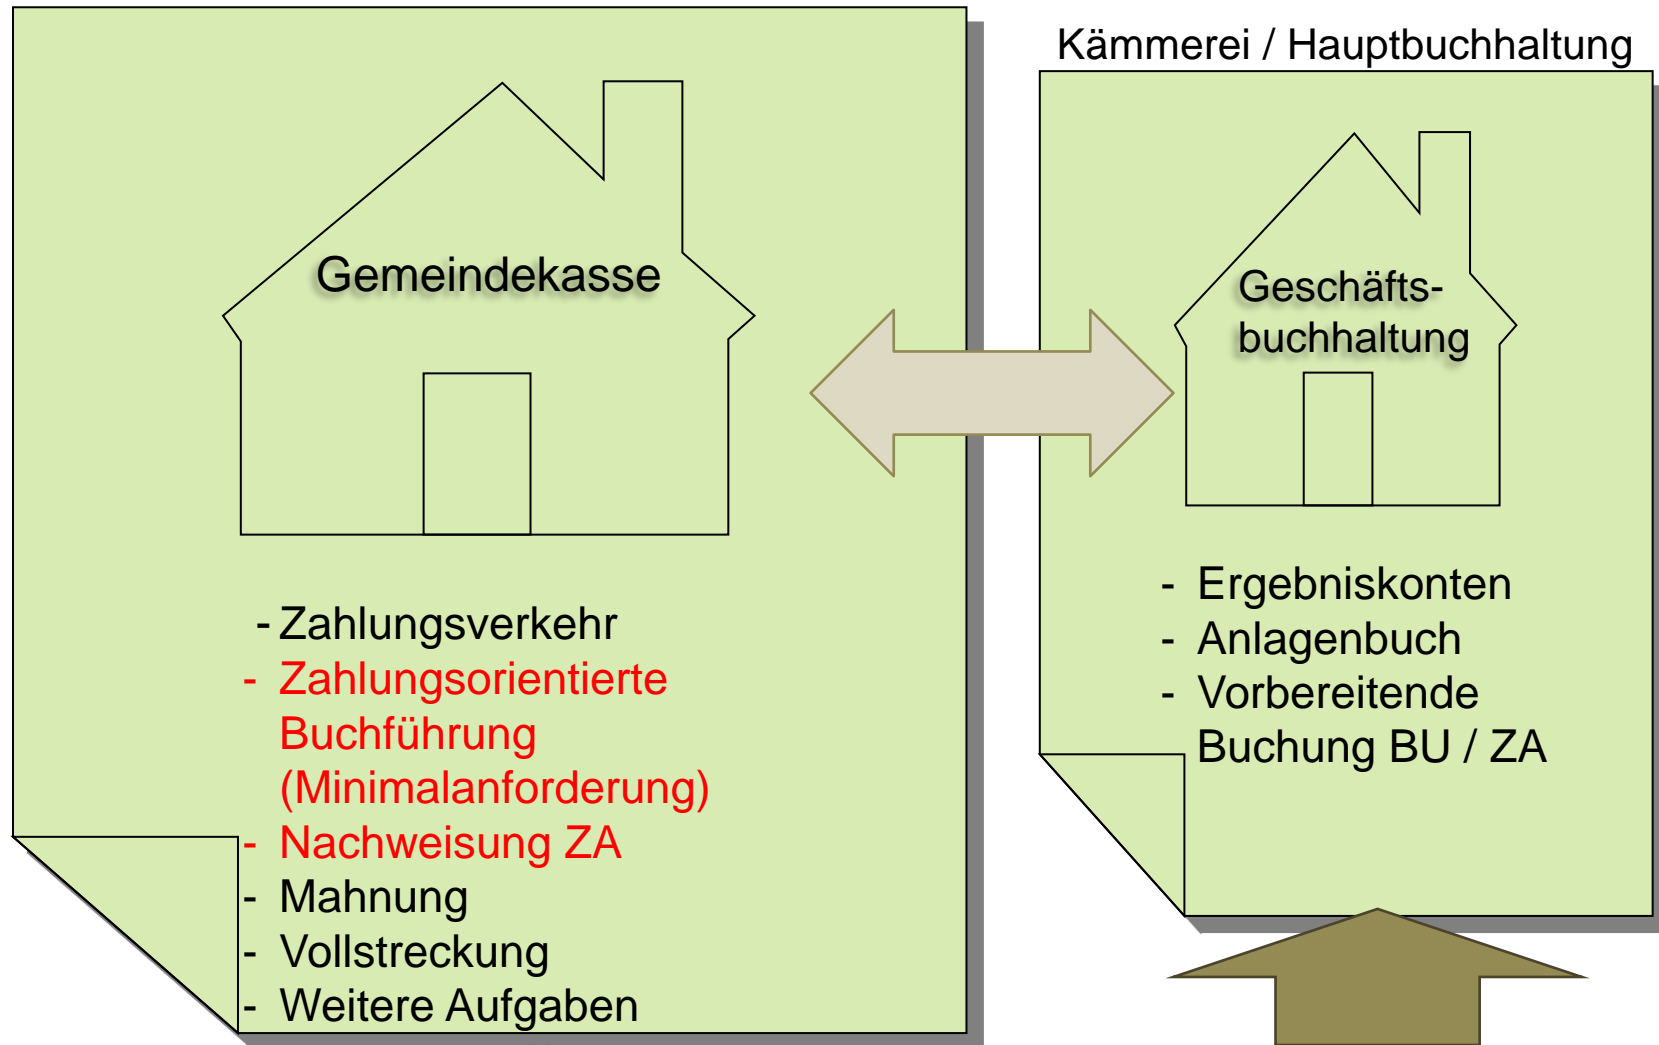 Gemeindekasse
- Zahlungsverkehr
- Zahlungsorientierte
Buchführung
(Minimalanforderung)
- Nachweisung ZA
- Mahnung
- Vollstreckung
- Weitere Aufgaben
Kämmerei / Hauptbuchhaltung
Geschäfts-
buchhaltung
- Ergebniskonten
- Anlagenbuch
- Vorbereitende
Buchung BU / ZA